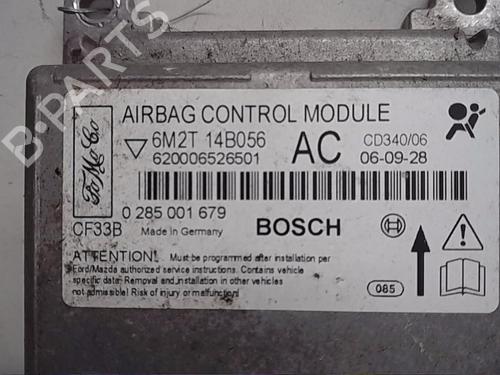 B-PARTS
AIRBAG CONTROL MODULE
FoMoCo
6M2T 14B056 AC CD340/06
620006526501 06-09-28
0 285 001 679 BOSCH
CF33B Made in Germany
ATTENTION! Must be programmed after installation per
Ford/Mazda authorized service instructions. Contains vehicle
specific data! Removal and installation in other vehicles
not admissible! Risk of injury or malfunction!
085